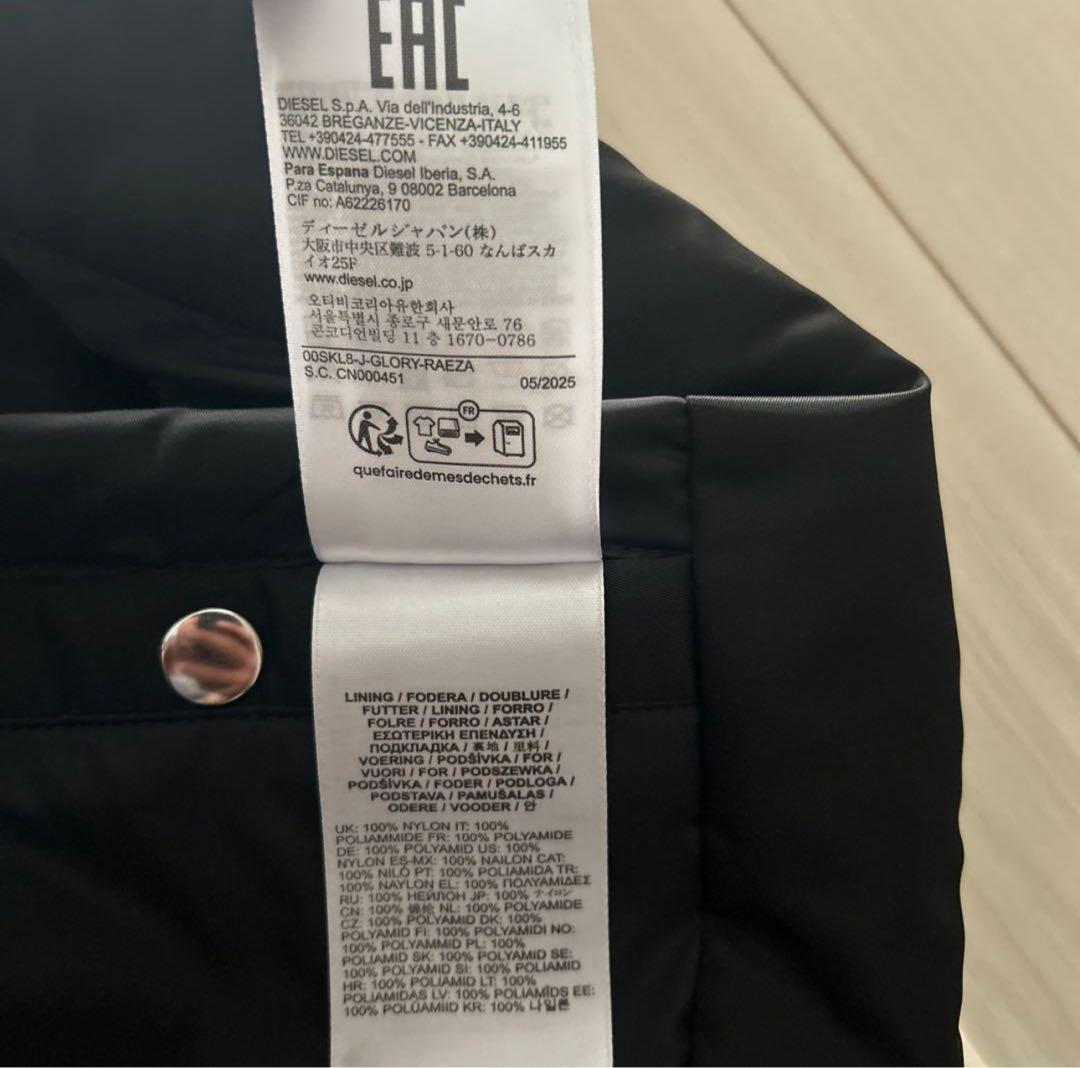 EAC
DIESEL S.p.A. Via dell'Industria, 4-6
36042 BREGANZE-VICENZA-ITALY
TEL +390424-477555 - FAX +390424-411955
WWW.DIESEL.COM
Para Espana Diesel Iberia, S.A.
P.za Catalunya, 9 08002 Barcelona
CIF no: A62226170
ディーゼルジャパン(株)
大阪市中央区難波 5-1-60 なんばスカ
イオ25F
www.diesel.co.jp
오티비코리아유한회사
서울특별시 종로구 새문안로 76
콘코디언빌딩 11 층 1670-0786
00SKL8-J-GLORY-RAEZA
S.C. CN000451
05/2025
FR
quefairedemesdechets.fr
LINING / FODERA / DOUBLURE /
FUTTER / LINING / FORRO /
FOLRE / FORRO / ASTAR /
ΕΣΩΤΕΡΙΚΗ ΕΠΕΝΔΥΣΗ /
ПОДКЛАДКА / 裏地 / 里料 /
VOERING / PODŠÍVKA / FOR /
VUORI / FOR / PODSZEWKA /
PODŠÍVKA / FODER / PODLOGA /
PODSTAVA / PAMUŠALAS /
ODERE / VOODER / 안
UK: 100% NYLON IT: 100%
POLIAMMIDE FR: 100% POLYAMIDE
DE: 100% POLYAMID US: 100%
NYLON ES-MX: 100% NAILON CAT:
100% NILÓ PT: 100% POLIAMIDA TR:
100% NAYLON EL: 100% ΠΟΛΥΑΜΙΔΕΣ
RU: 100% НЕЙЛОН JP: 100% ナイロン
CN: 100% 锦纶 NL: 100% POLYAMIDE
CZ: 100% POLYAMID DK: 100%
POLYAMID FI: 100% POLYAMIDI NO:
100% POLYAMMID PL: 100%
POLIAMID SK: 100% POLYAMID SE:
100% POLYAMID SI: 100% POLIAMID
HR: 100% POLIAMID LT: 100%
POLIAMIDAS LV: 100% POLIAMĪDS EE:
100% POLÜAMIID KR: 100% 나일론